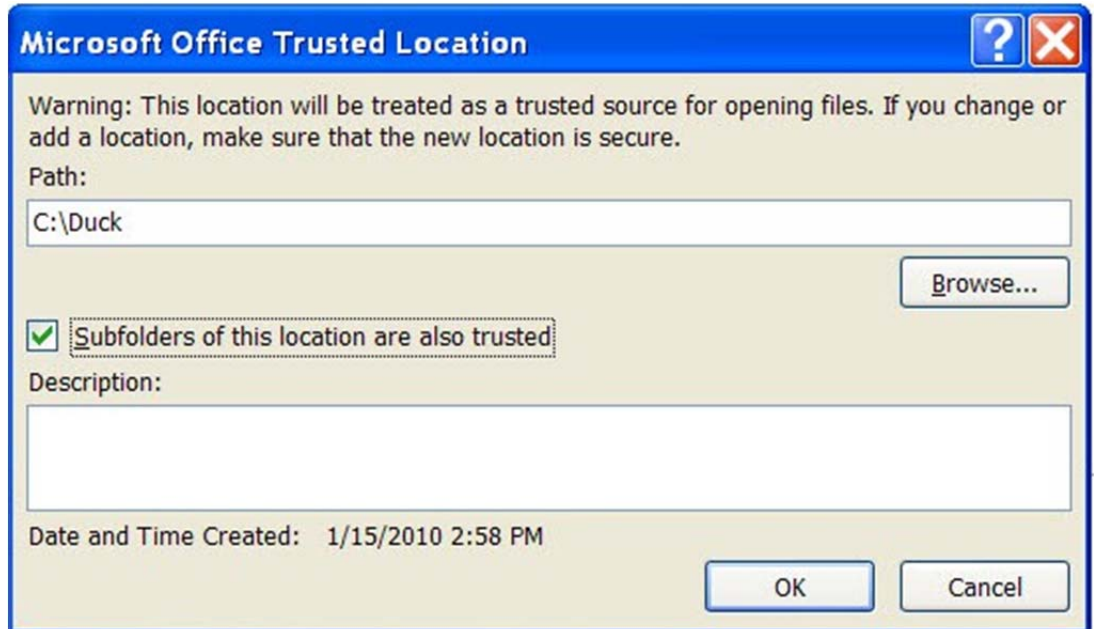 Microsoft Office Trusted Location
Warning: This location will be treated as a trusted source for opening files. If you change or
add a location, make sure that the new location is secure.
Path:
C:\Duck
Browse...
Subfolders of this location are also trusted
Description:
Date and Time Created: 1/15/2010 2:58 PM
OK Cancel